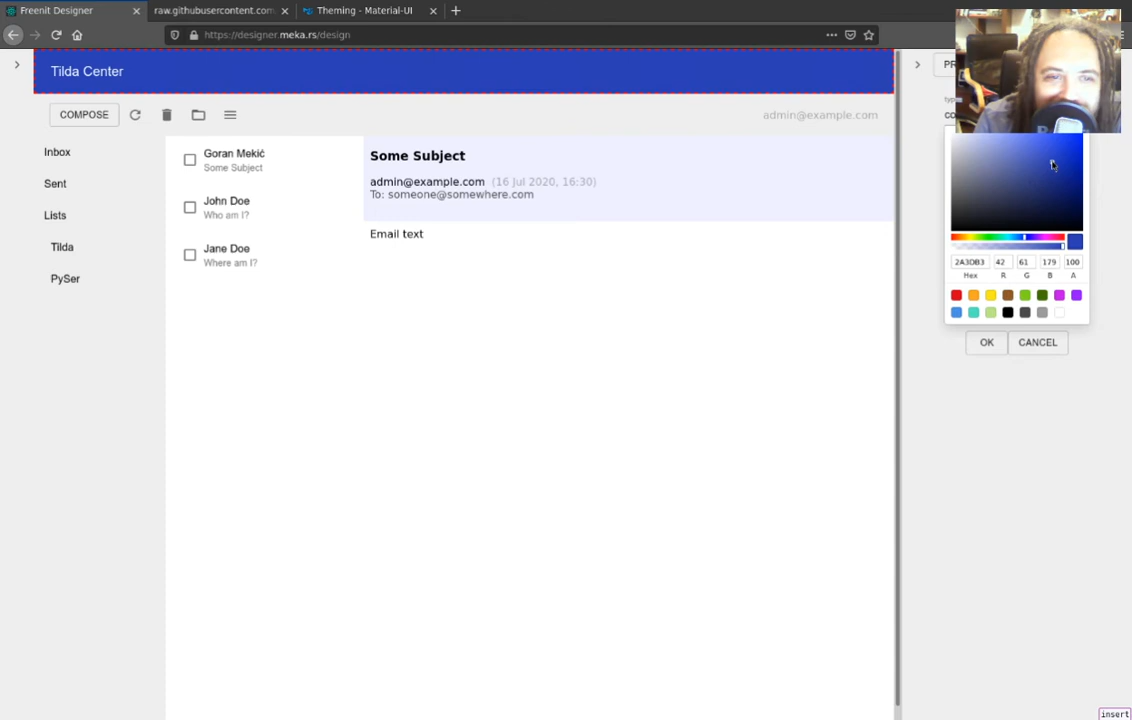 Freenit Designer
raw.githubusercontent.com
Theming - Material-UI
https://designer.meka.rs/design
Tilda Center
COMPOSE
admin@example.com
Inbox
Sent
Lists
Tilda
PySer
Goran Mekić
Some Subject
John Doe
Who am I?
Jane Doe
Where am I?
Some Subject
admin@example.com (16 Jul 2020, 16:30)
To: someone@somewhere.com
Email text
2A3DB3 42 61 179 100
Hex R G B A
OK CANCEL
insert